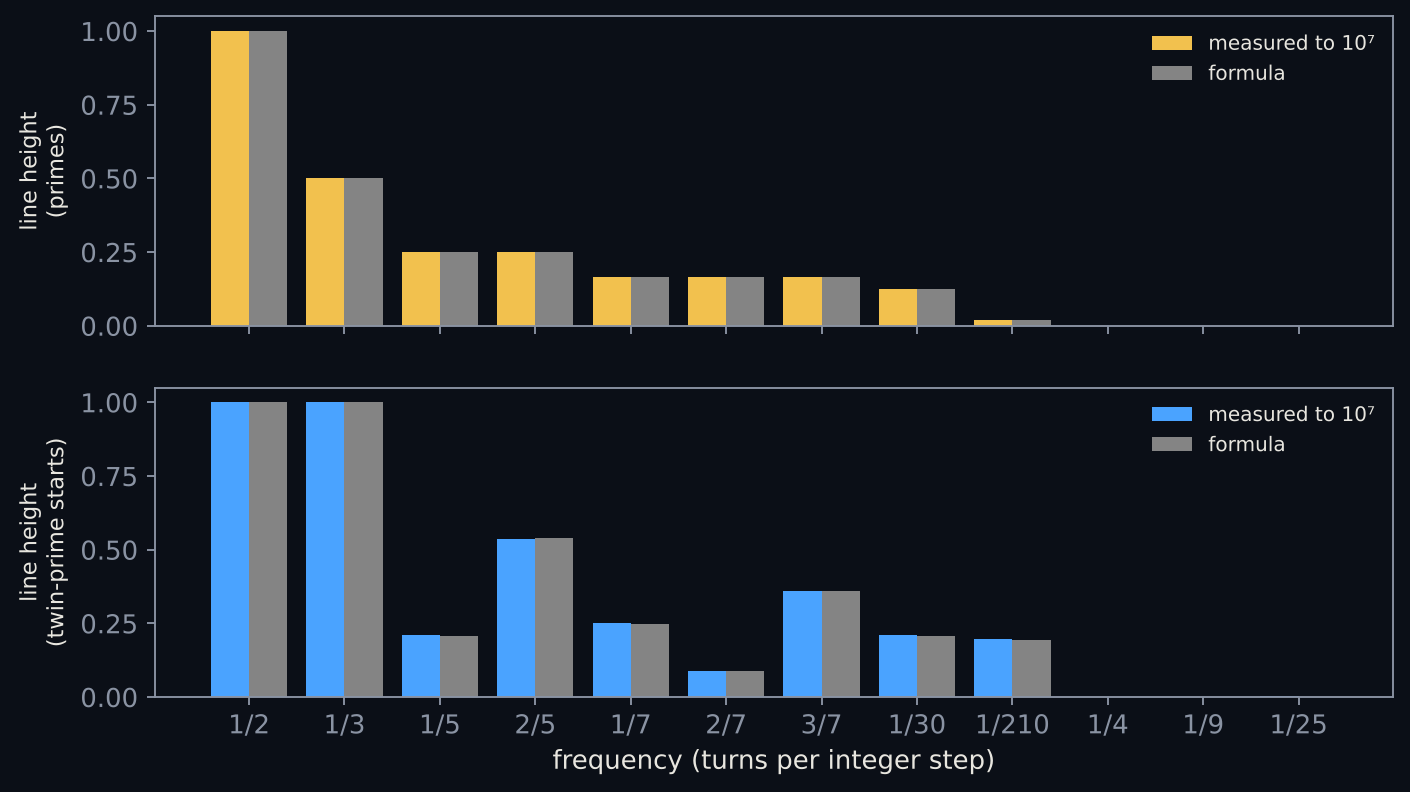 1.00
0.75
0.50
0.25
0.00
line height
(primes)
measured to 10⁷
formula
1.00
0.75
0.50
0.25
0.00
line height
(twin-prime starts)
measured to 10⁷
formula
1/2 1/3 1/5 2/5 1/7 2/7 3/7 1/30 1/210 1/4 1/9 1/25
frequency (turns per integer step)